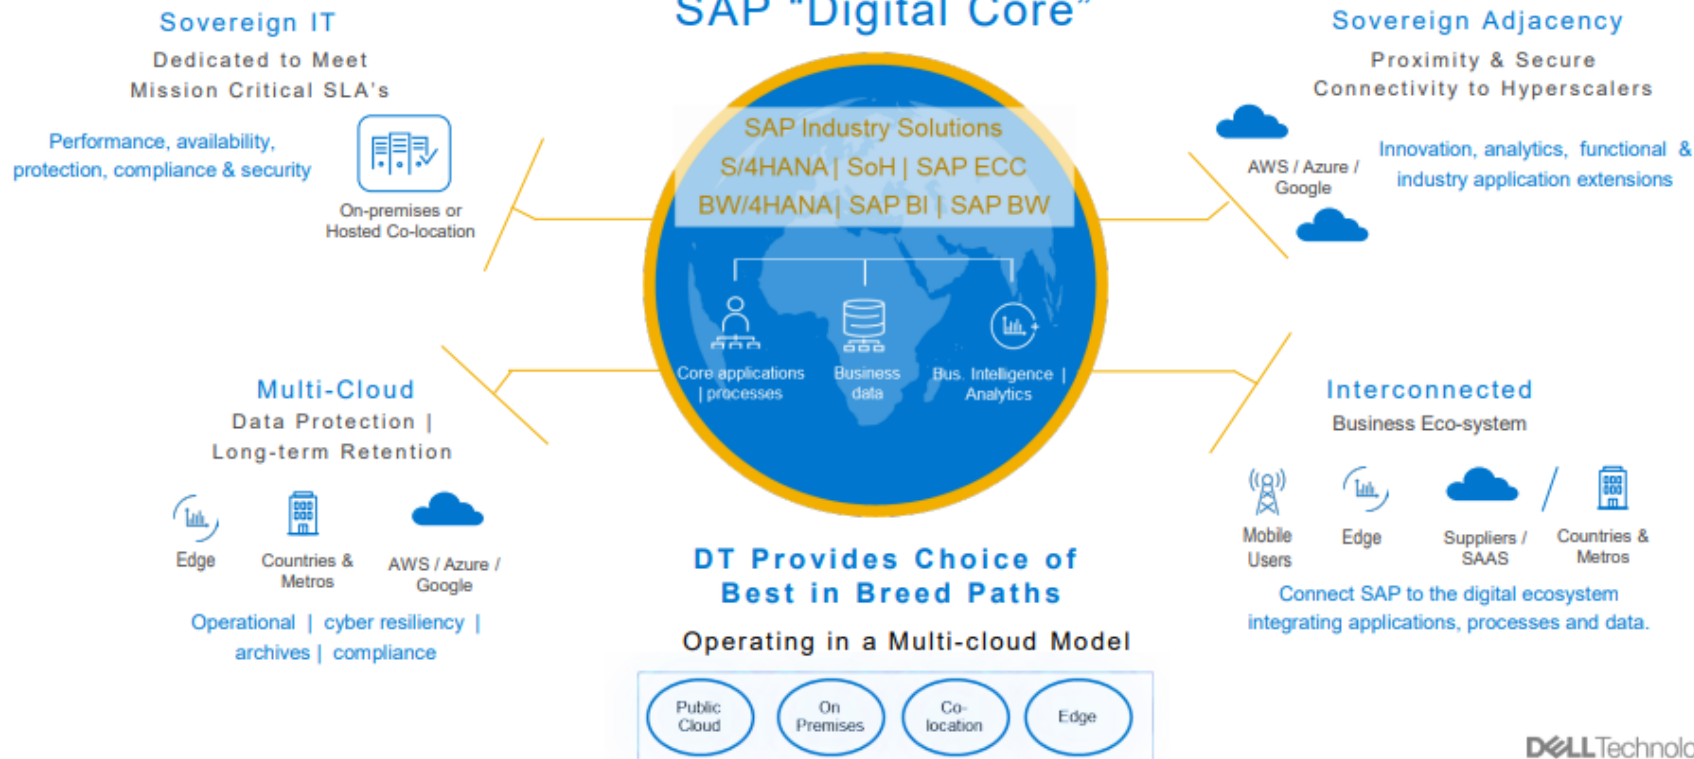 SAP "Digital Core"
Sovereign IT
Dedicated to Meet
Mission Critical SLA's
Performance, availability,
protection, compliance & security
On-premises or
Hosted Co-location
SAP Industry Solutions
S/4HANA | SoH | SAP ECC
BW/4HANA | SAP BI | SAP BW
Core applications
| processes
Business
data
Bus. Intelligence |
Analytics
Sovereign Adjacency
Proximity & Secure
Connectivity to Hyperscalers
AWS / Azure /
Google
Innovation, analytics, functional &
industry application extensions
Multi-Cloud
Data Protection |
Long-term Retention
Edge
Countries &
Metros
AWS / Azure /
Google
Operational | cyber resiliency |
archives | compliance
Interconnected
Business Eco-system
Mobile
Users
Edge
Suppliers /
SAAS
Countries &
Metros
Connect SAP to the digital ecosystem
integrating applications, processes and data.
DT Provides Choice of
Best in Breed Paths
Operating in a Multi-cloud Model
Public
Cloud
On
Premises
Co-
location
Edge
DELLTechnolo